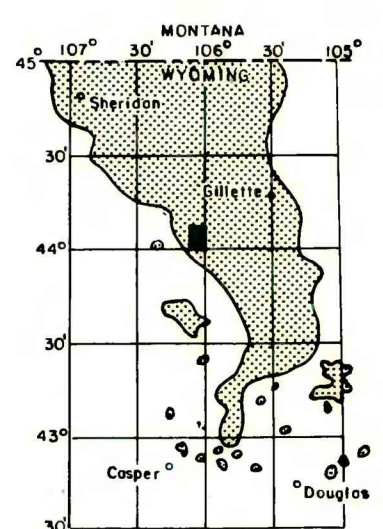 MONTANA
107° 30' 106° 30' 105°
45°
WYOMING
Sheridan
30'
Gillette
44°
30'
43°
Casper
Douglas
30'